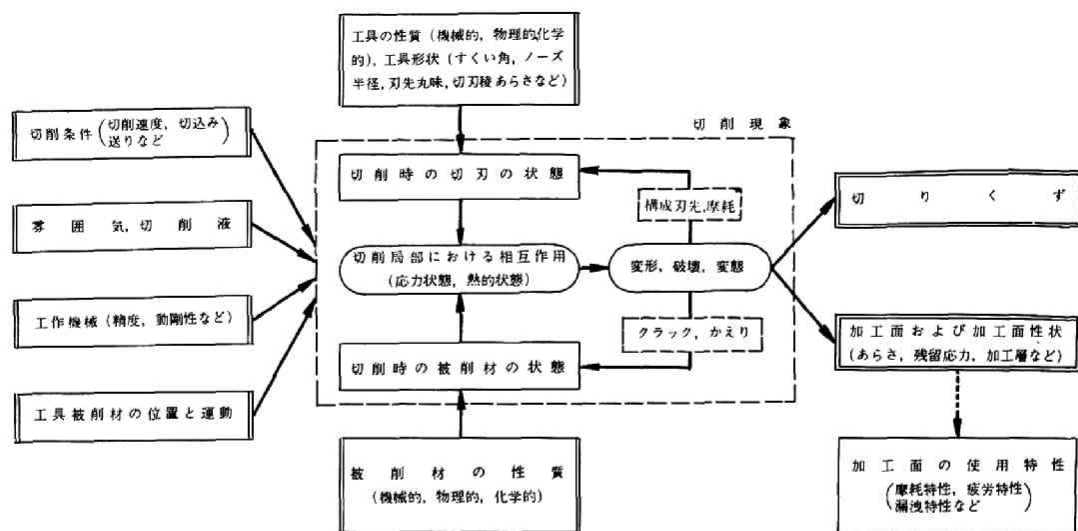 工具の性質(機械的,物理的,化学
的),工具形状(すくい角,ノーズ
半径,刃先丸味,切刃稜あらさなど)
切削現象
切削条件(切削速度,切込み
送りなど)
切削時の切刃の状態
構成刃先,摩耗
切りくず
雰囲気,切削液
切削局部における相互作用
(応力状態,熱的状態)
変形,破壊,変態
工作機械(精度,動剛性など)
クラック,かえり
加工面および加工面性状
(あらさ,残留応力,加工層など)
切削時の被削材の状態
工具被削材の位置と運動
被削材の性質
(機械的,物理的,化学的)
加工面の使用特性
(摩耗特性,疲労特性
漏洩特性など)